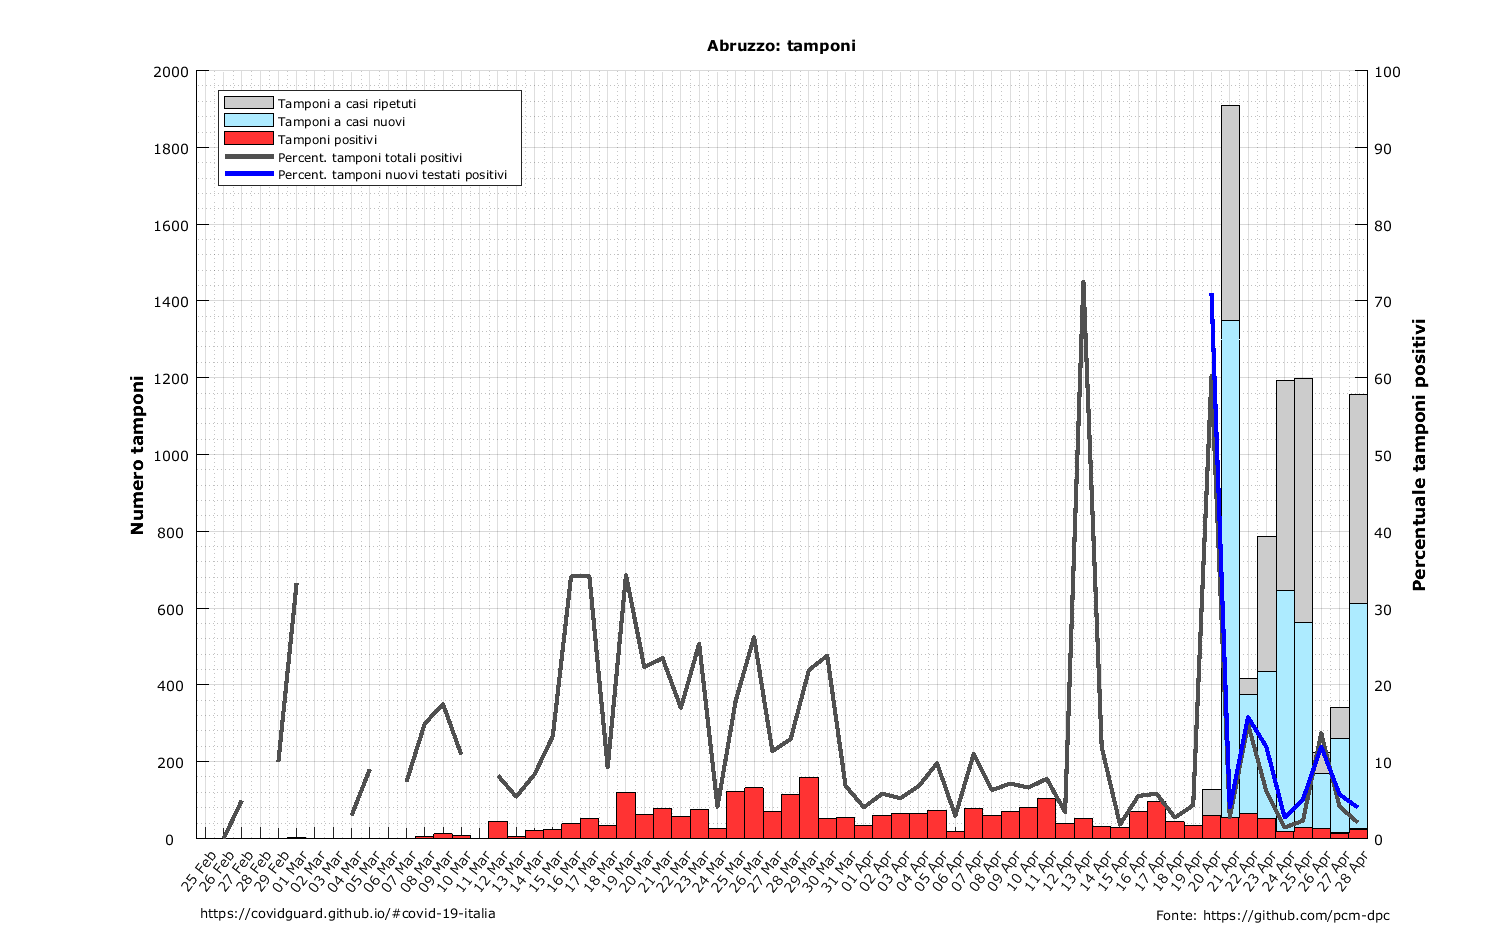 Abruzzo: tamponi
Tamponi a casi ripetuti
Tamponi a casi nuovi
Tamponi positivi
Percent. tamponi totali positivi
Percent. tamponi nuovi testati positivi
Numero tamponi
2000
1800
1600
1400
1200
1000
800
600
400
200
0
100
90
80
70
60
50
40
30
20
10
0
Percentuale tamponi positivi
25 Feb
26 Feb
27 Feb
28 Feb
29 Feb
01 Mar
02 Mar
03 Mar
04 Mar
05 Mar
06 Mar
07 Mar
08 Mar
09 Mar
10 Mar
11 Mar
12 Mar
13 Mar
14 Mar
15 Mar
16 Mar
17 Mar
18 Mar
19 Mar
20 Mar
21 Mar
22 Mar
23 Mar
24 Mar
25 Mar
26 Mar
27 Mar
28 Mar
29 Mar
30 Mar
31 Mar
01 Apr
02 Apr
03 Apr
04 Apr
05 Apr
06 Apr
07 Apr
08 Apr
09 Apr
10 Apr
11 Apr
12 Apr
13 Apr
14 Apr
15 Apr
16 Apr
17 Apr
18 Apr
19 Apr
20 Apr
21 Apr
22 Apr
23 Apr
24 Apr
25 Apr
26 Apr
27 Apr
28 Apr
https://covidguard.github.io/#covid-19-italia
Fonte: https://github.com/pcm-dpc